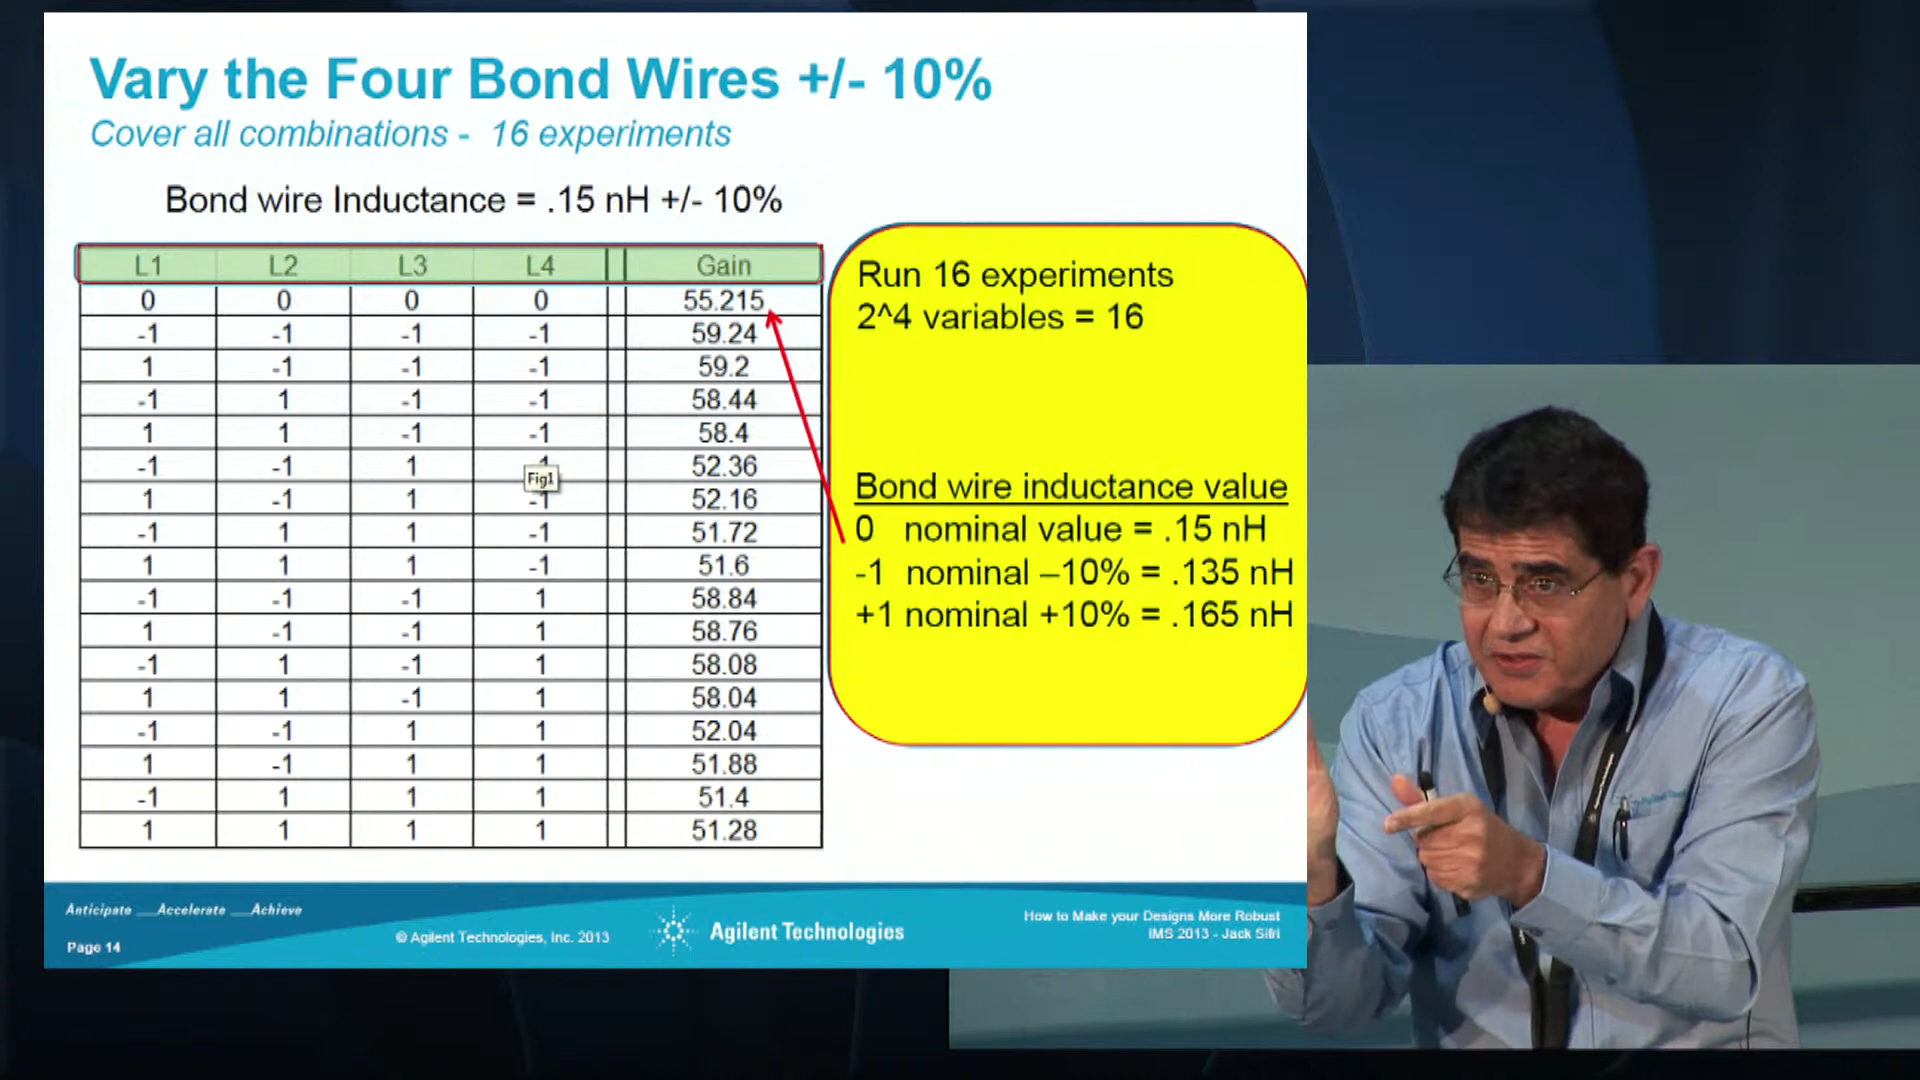 Vary the Four Bond Wires +/- 10%
Cover all combinations - 16 experiments
Bond wire Inductance = .15 nH +/- 10%
L1 L2 L3 L4 Gain
0 0 0 0 55.215
-1 -1 -1 -1 59.24
1 -1 -1 -1 59.2
-1 1 -1 -1 58.44
1 1 -1 -1 58.4
-1 -1 1 52.36
Fig1
1 -1 1 -1 52.16
-1 1 1 -1 51.72
1 1 1 -1 51.6
-1 -1 -1 1 58.84
1 -1 -1 1 58.76
-1 1 -1 1 58.08
1 1 -1 1 58.04
-1 -1 1 1 52.04
1 -1 1 1 51.88
-1 1 1 1 51.4
1 1 1 1 51.28
Run 16 experiments
2^4 variables = 16
Bond wire inductance value
0 nominal value = .15 nH
-1 nominal –10% = .135 nH
+1 nominal +10% = .165 nH
Anticipate __Accelerate __Achieve
Page 14
© Agilent Technologies, Inc. 2013
Agilent Technologies
How to Make your Designs More Robust
IMS 2013 - Jack Sifri